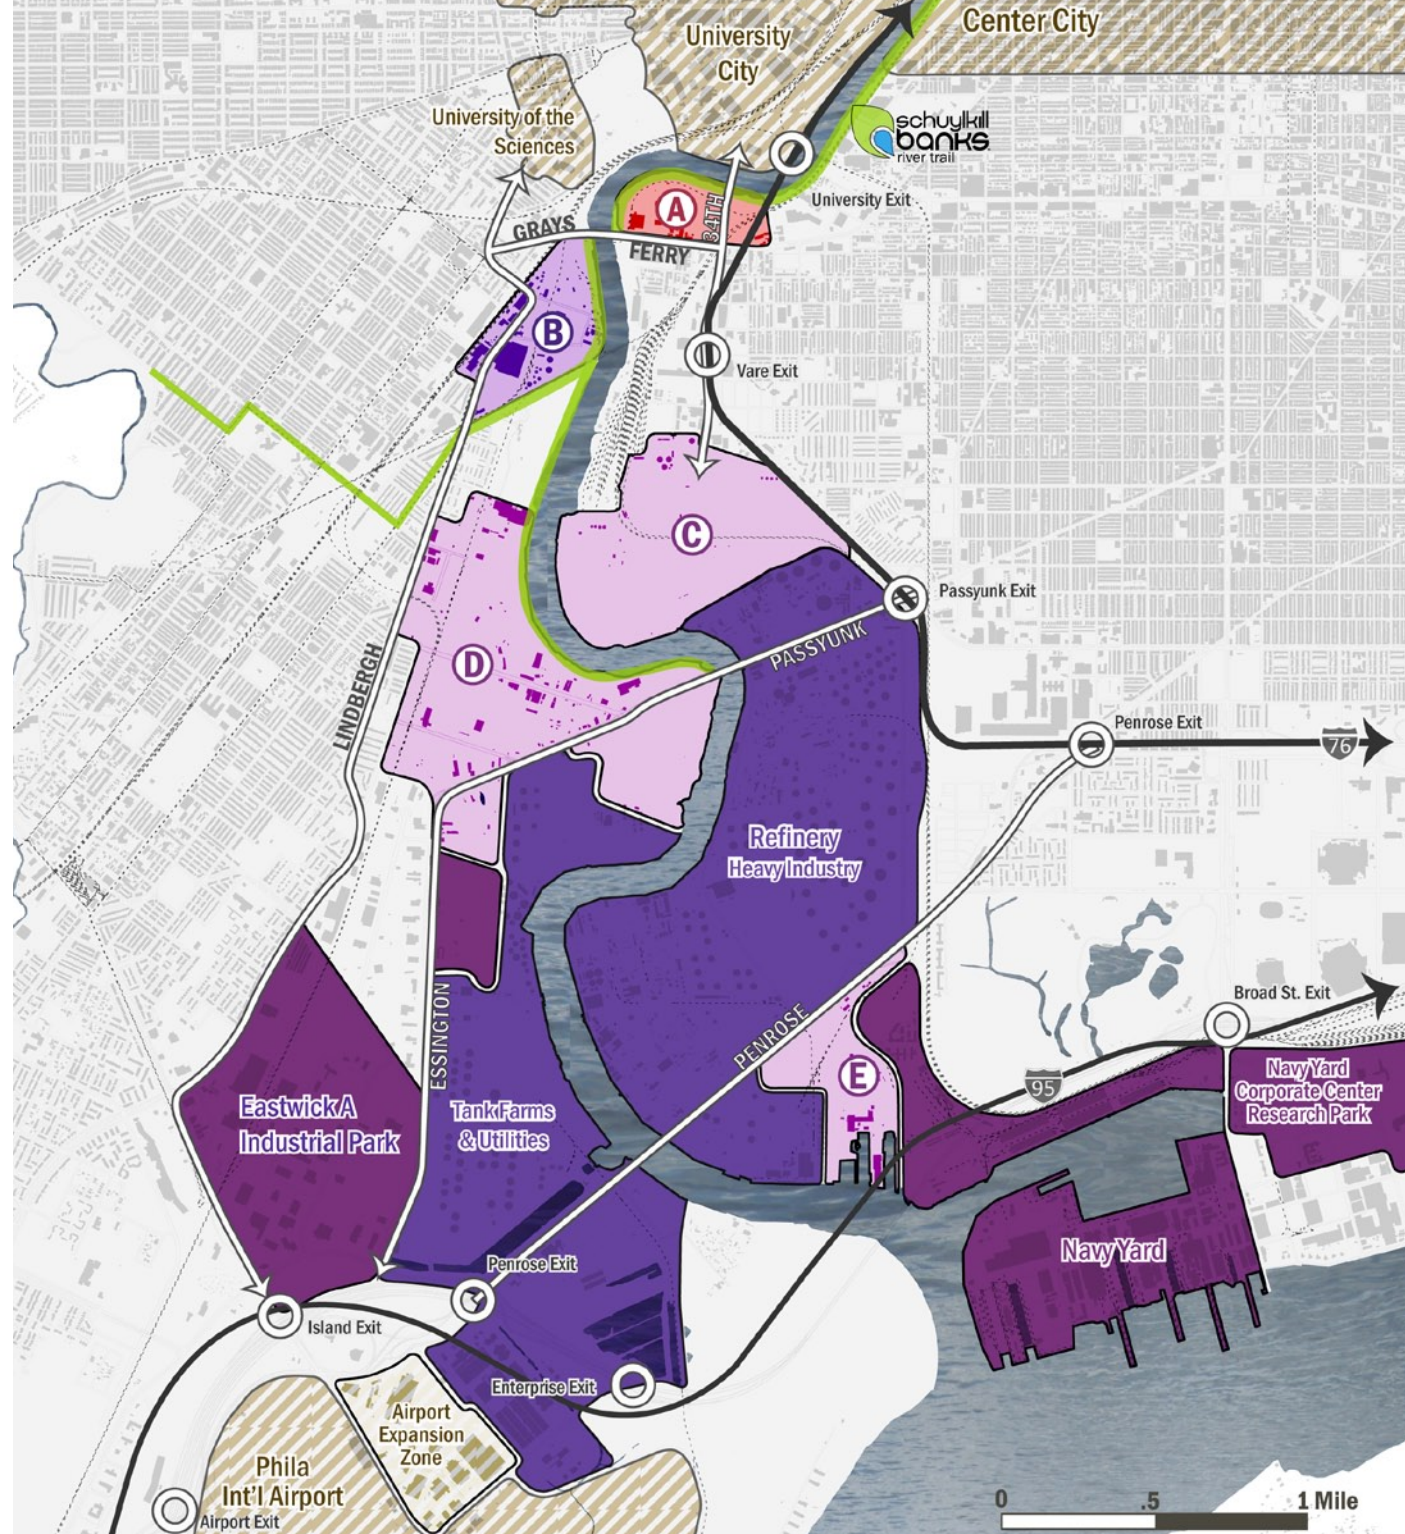 University
City
Center City
University of the
Sciences
schuylkill
banks
river trail
University Exit
A
34TH
GRAYS
FERRY
B
Vare Exit
C
Passyunk Exit
PASSYUNK
D
LINDBERGH
Penrose Exit
76
Refinery
Heavy Industry
Broad St. Exit
ESSINGTON
PENROSE
E
95
Navy Yard
Corporate Center
Research Park
Eastwick A
Industrial Park
Tank Farms
& Utilities
Navy Yard
Penrose Exit
Island Exit
Enterprise Exit
Airport
Expansion
Zone
Phila
Int'l Airport
Airport Exit
0 .5 1 Mile